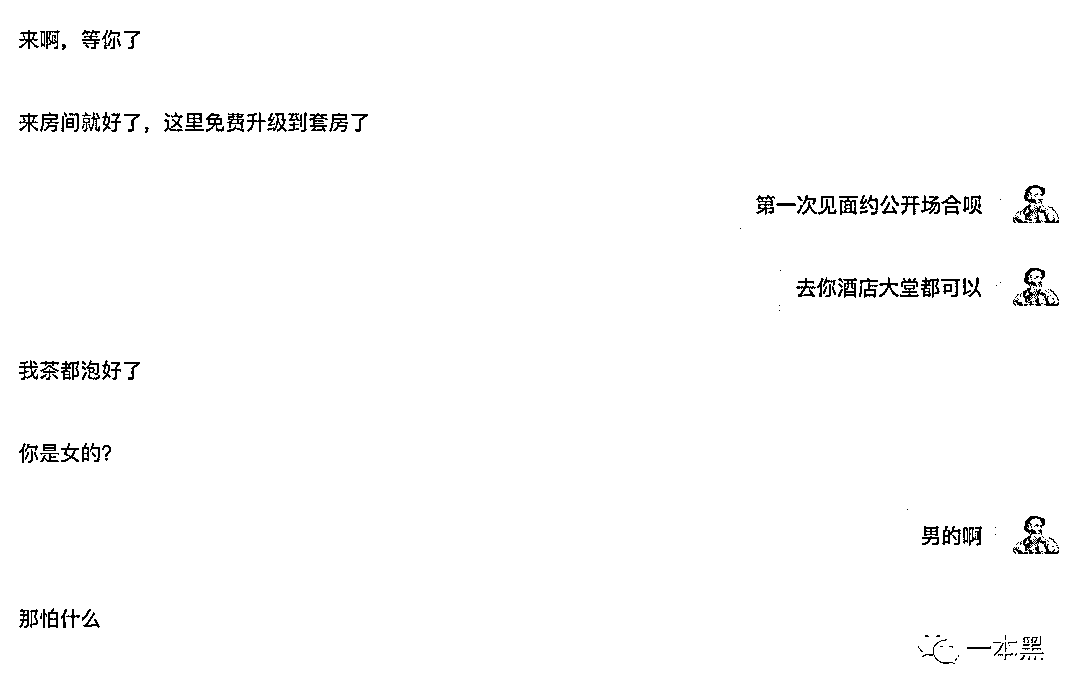 来啊，等你了
来房间就好了，这里免费升级到套房了
第一次见面约公开场合呗
去你酒店大堂都可以
我茶都泡好了
你是女的?
男的啊
那怕什么
一本黑